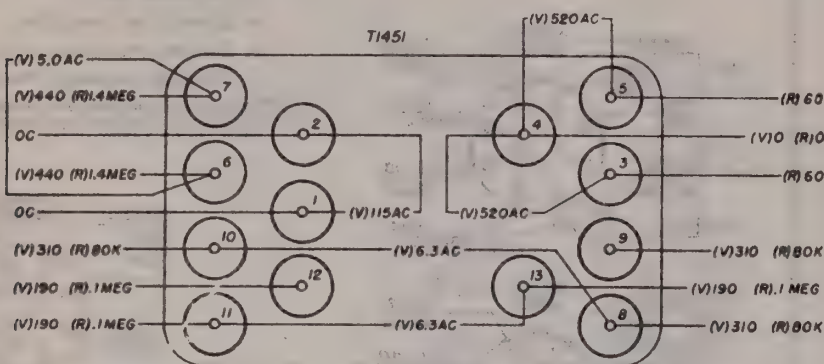 (V)520AC
T1451
(V)5.0AC
7
5
(V)440 (R)1.4MEG
(R)60
2
4
OC
(V)0 (R)0
6
3
(V)440 (R)1.4MEG
(R)60
1
OC
(V)115AC
(V)520AC
10
9
(V)310 (R)80K
(V)6.3AC
(V)310 (R)80K
12
13
(V)190 (R).1MEG
(V)190 (R).1MEG
11
8
(V)190 (R).1MEG
(V)6.3AC
(V)310 (R)80K